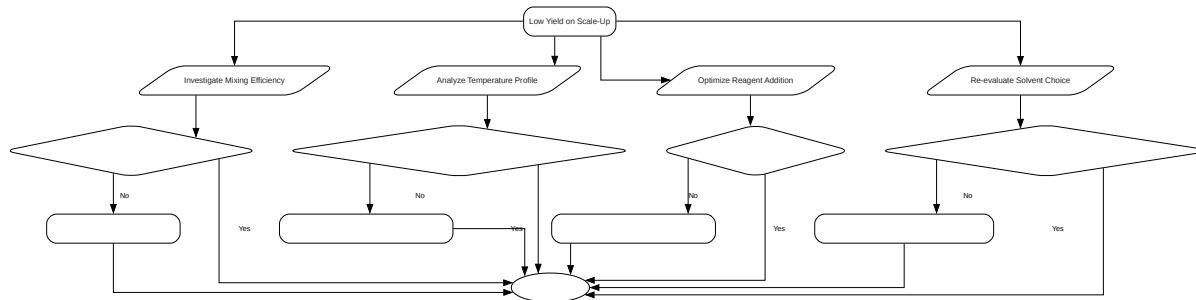 Low Yield on Scale-Up
Investigate Mixing Efficiency
Analyze Temperature Profile
Optimize Reagent Addition
Re-evaluate Solvent Choice
No
No
No
No
Yes
Yes
Yes
Yes